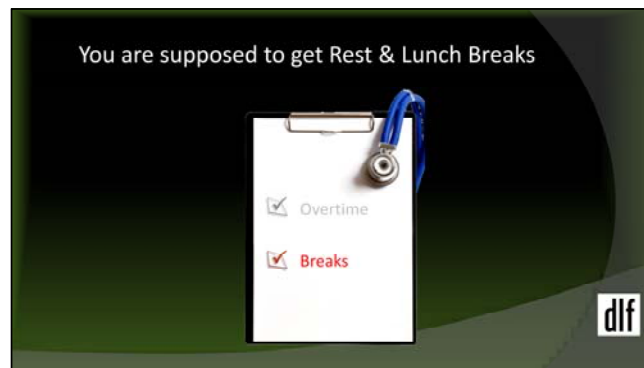 You are supposed to get Rest & Lunch Breaks
Overtime
Breaks
dlf